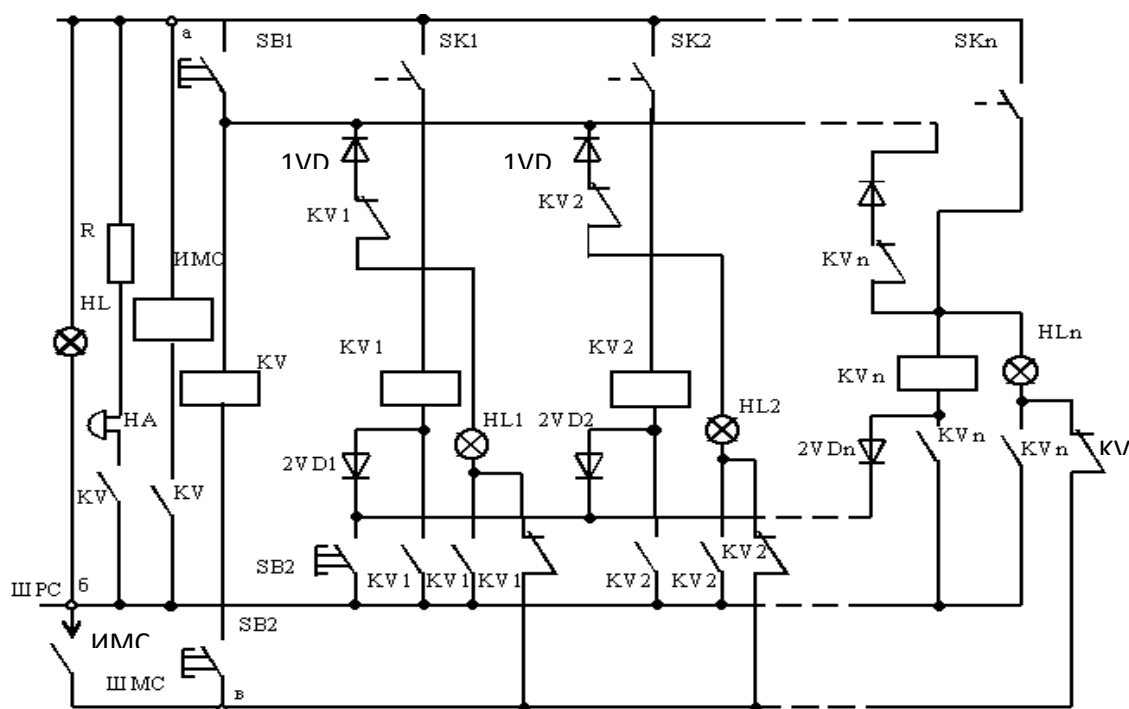 SB1
SK1
SK2
SKn
a
1VD
1VD
KV1
KV2
KVn
R
ИМС
HL
KV
KV1
KV2
KVn
HLn
HA
HL1
2VD2
HL2
2VD1
2VDn
KVn
KVn
KV
KV
KV
SB2
KV1
KV1
KV1
KV2
KV2
KV2
ШРС
б
SB2
ИМС
ШМС
в